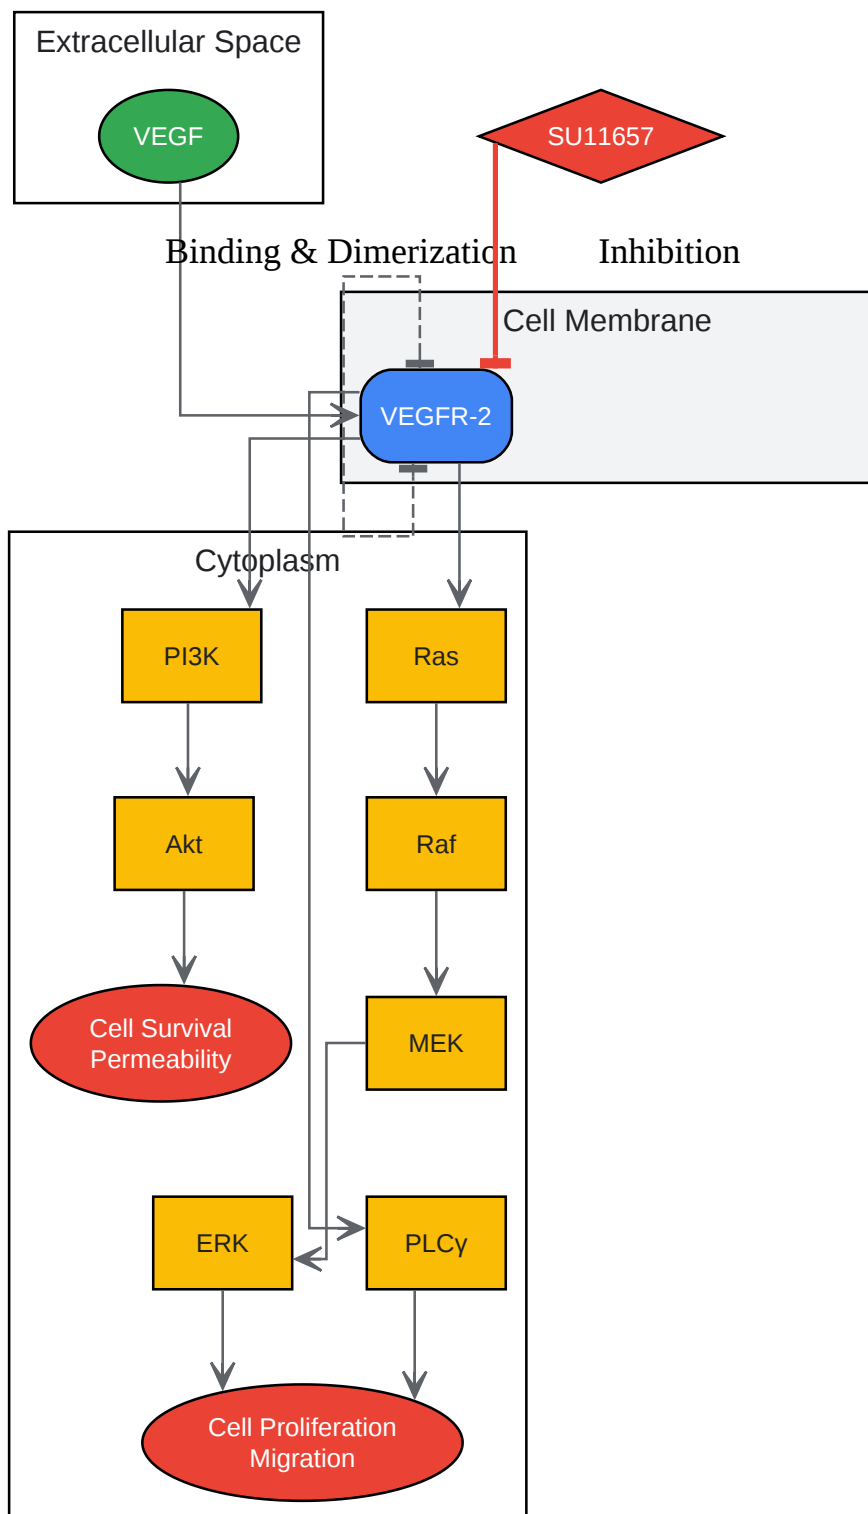 Extracellular Space
VEGF
SU11657
Binding & Dimerization
Inhibition
Cell Membrane
VEGFR-2
Cytoplasm
PI3K
Ras
Akt
Raf
Cell Survival
Permeability
MEK
ERK
PLCγ
Cell Proliferation
Migration